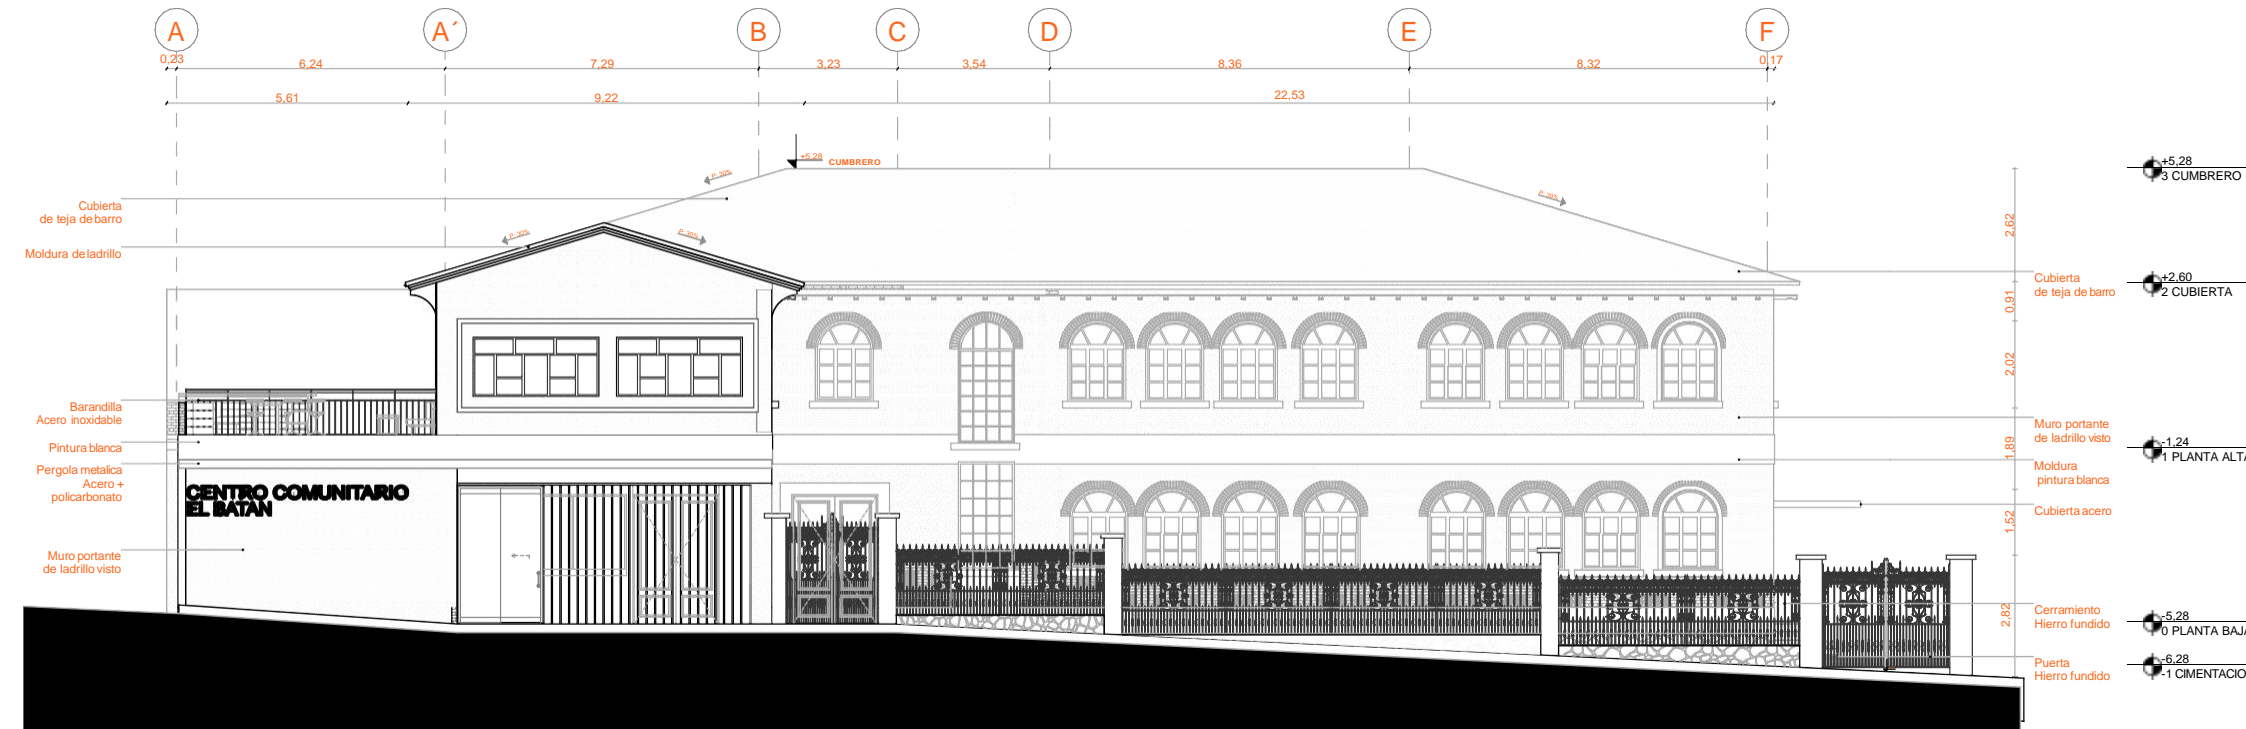 A
A´
B
C
D
E
F
0,23
6,24
7,29
3,23
3,54
8,36
8,32
0,17
5,61
9,22
22,53
+5,28
CUMBRERO
P: 30%
P: 30%
P: 30%
P: 30%
Cubierta
de teja de barro
Moldura de ladrillo
Barandilla
Acero inoxidable
Pintura blanca
Pergola metalica
Acero +
policarbonato
Muro portante
de ladrillo visto
CENTRO COMUNITARIO
EL BATAN
2,62
0,91
2,02
1,89
1,52
2,82
Cubierta
de teja de barro
Muro portante
de ladrillo visto
Moldura
pintura blanca
Cubierta acero
Cerramiento
Hierro fundido
Puerta
Hierro fundido
+5,28
3 CUMBRERO
+2,60
2 CUBIERTA
-1,24
1 PLANTA ALTA
-5,28
0 PLANTA BAJA
-6,28
-1 CIMENTACIO